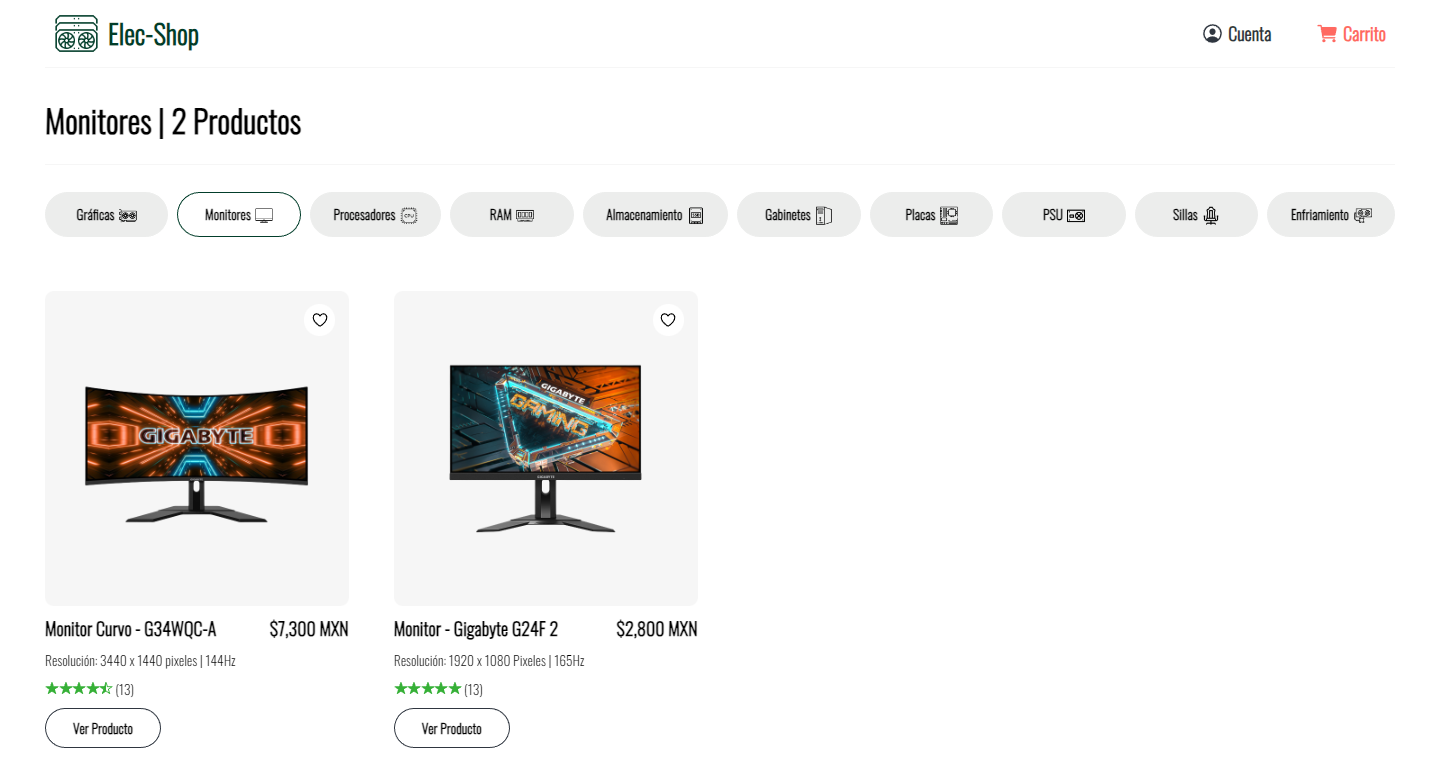 Elec-Shop
Cuenta
Carrito
Monitores | 2 Productos
Gráficas
Monitores
Procesadores
CPU
RAM
Almacenamiento
Gabinetes
Placas
PSU
Sillas
Enfriamiento
GIGABYTE
GIGABYTE
GAMING
GIGABYTE
Monitor Curvo - G34WQC-A
$7,300 MXN
Resolución: 3440 x 1440 pixeles | 144Hz
(13)
Ver Producto
Monitor - Gigabyte G24F 2
$2,800 MXN
Resolución: 1920 x 1080 Pixeles | 165Hz
(13)
Ver Producto